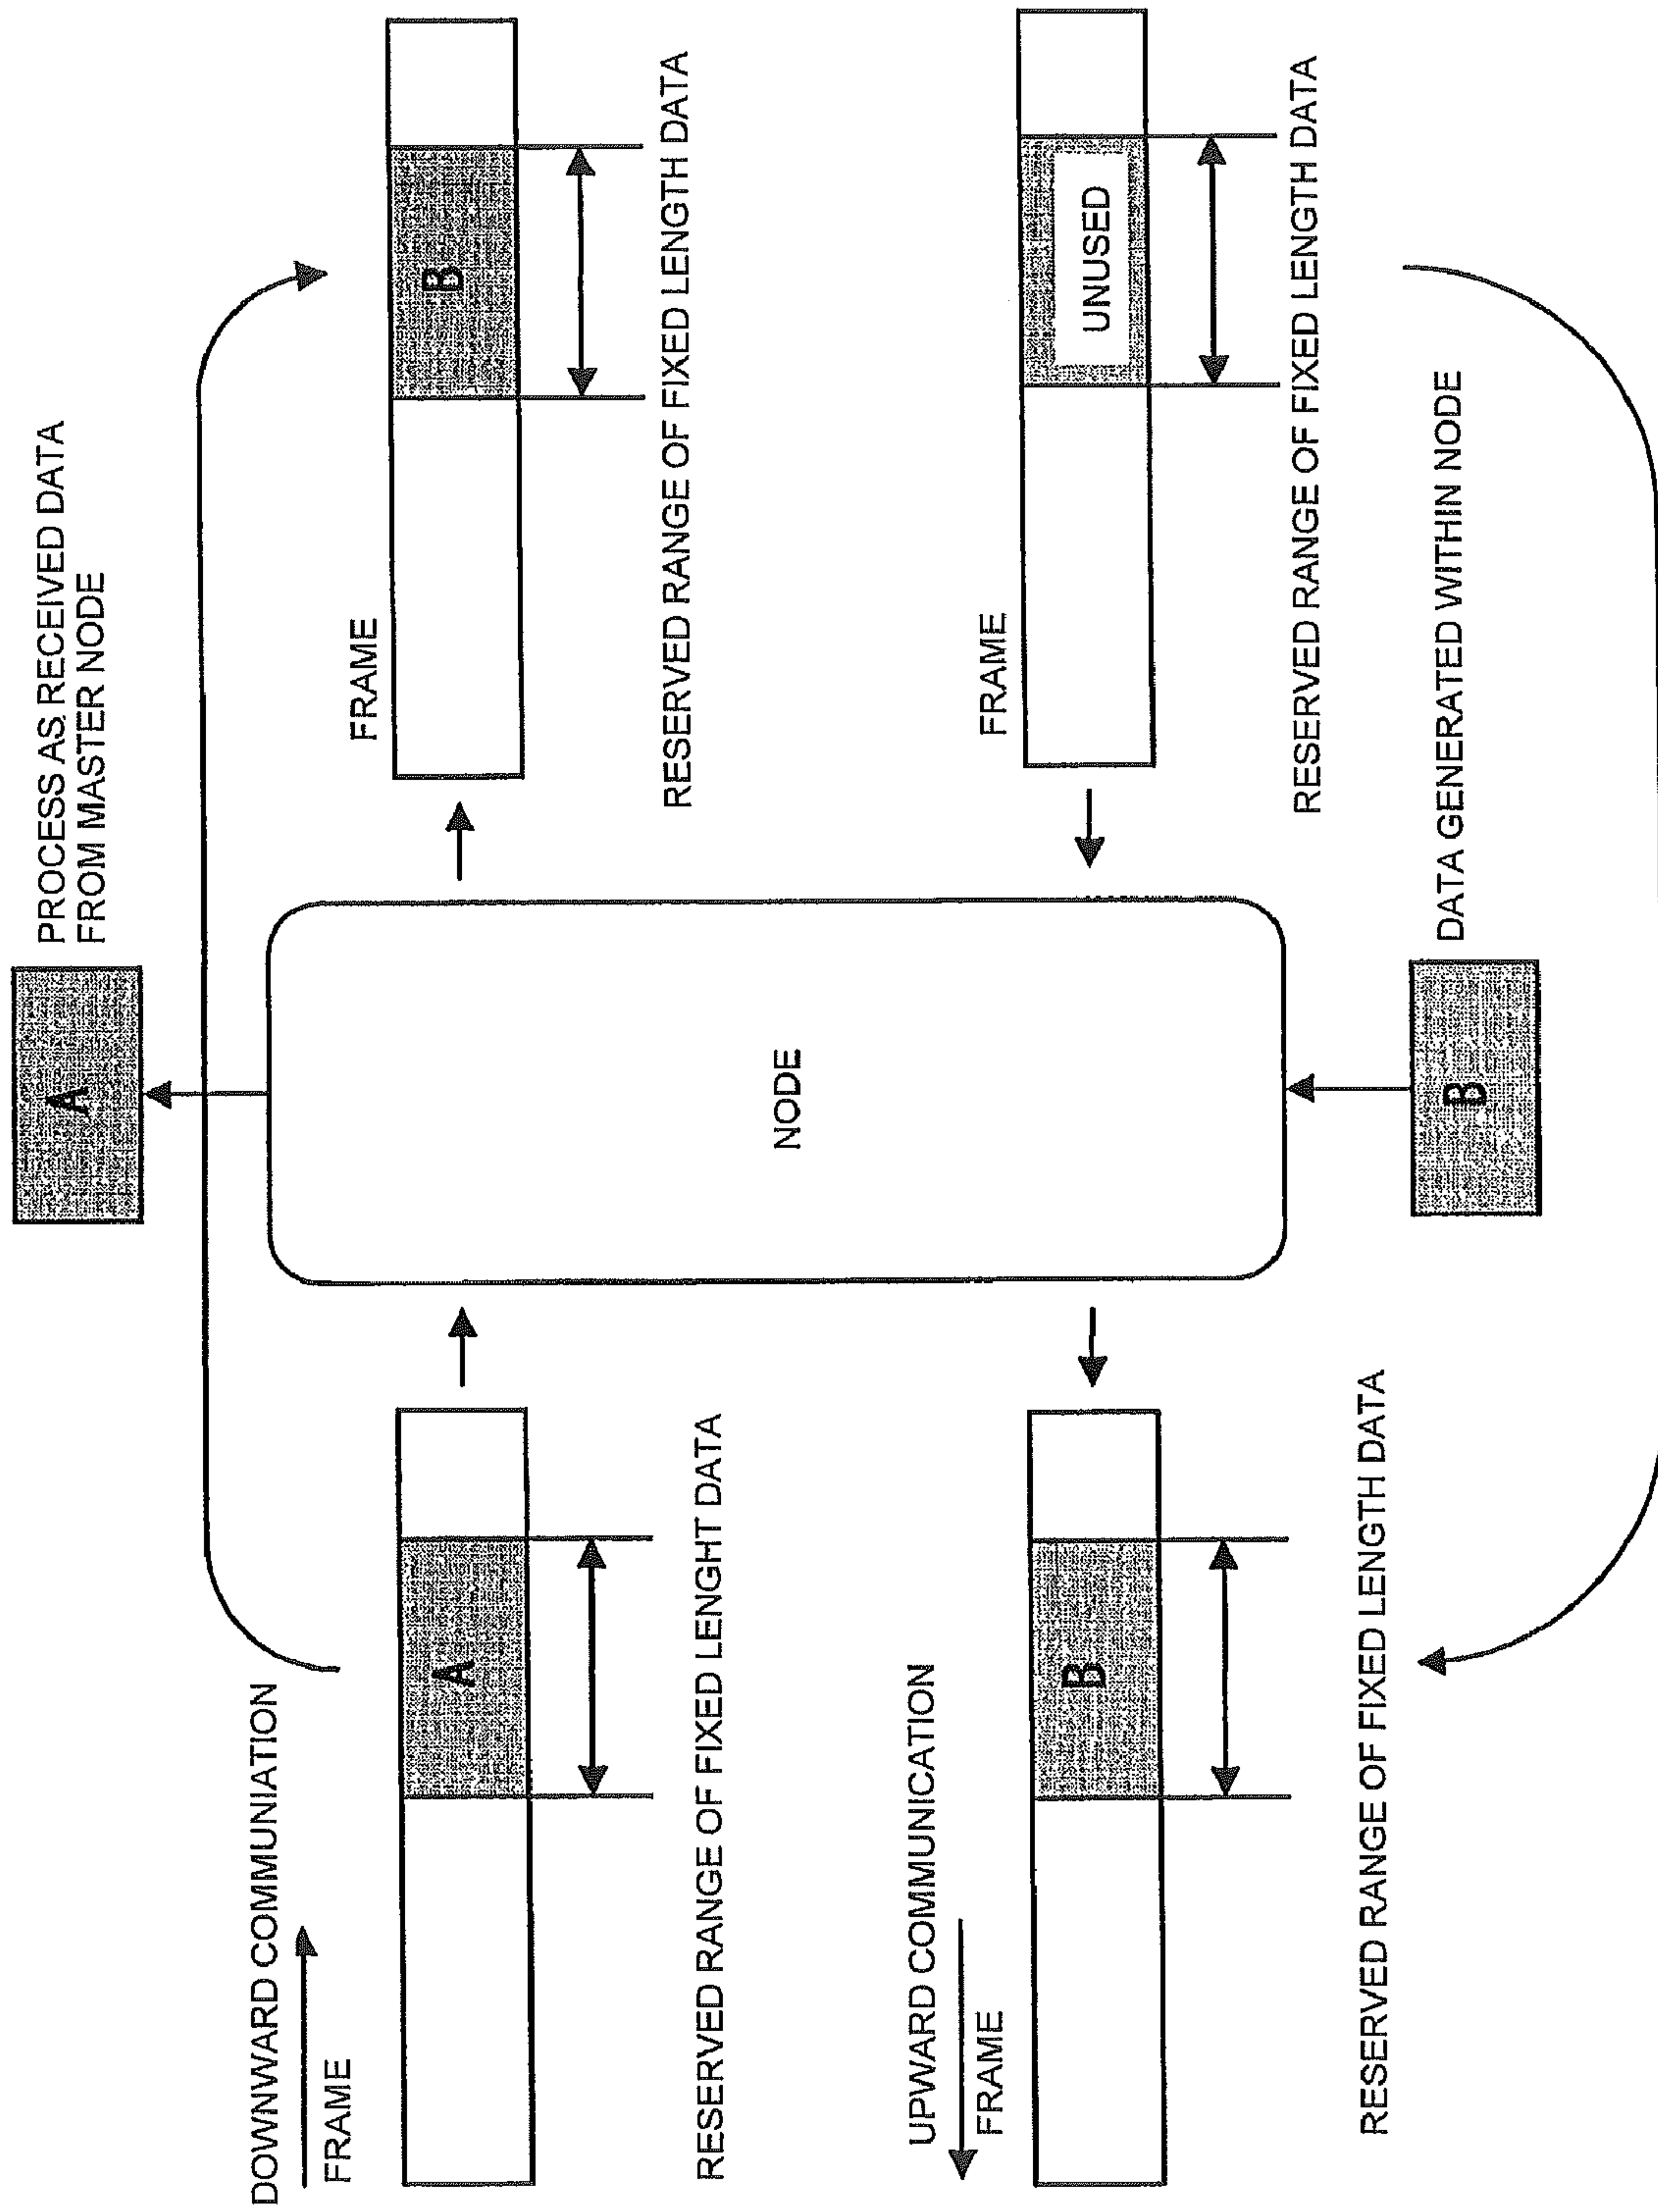 A
PROCESS AS RECEIVED DATA
FROM MASTER NODE
DOWNWARD COMMUNIATION
FRAME
FRAME
A
B
RESERVED RANGE OF FIXED LENGHT DATA
RESERVED RANGE OF FIXED LENGTH DATA
NODE
UPWARD COMMUNICATION
FRAME
FRAME
B
UNUSED
RESERVED RANGE OF FIXED LENGTH DATA
RESERVED RANGE OF FIXED LENGTH DATA
B
DATA GENERATED WITHIN NODE